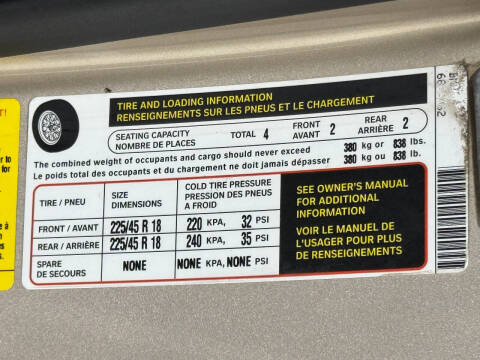 TIRE AND LOADING INFORMATION
RENSEIGNEMENTS SUR LES PNEUS ET LE CHARGEMENT
SEATING CAPACITY
NOMBRE DE PLACES
TOTAL 4
FRONT
AVANT 2
REAR
ARRIÈRE 2
The combined weight of occupants and cargo should never exceed 380 kg or 838 lbs.
Le poids total des occupants et du chargement ne doit jamais dépasser 380 kg ou 838 lb.
TIRE / PNEU
SIZE
DIMENSIONS
COLD TIRE PRESSURE
PRESSION DES PNEUS
A FROID
FRONT / AVANT 225/45 R 18 220 KPA, 32 PSI
REAR / ARRIÈRE 225/45 R 18 240 KPA, 35 PSI
SPARE
DE SECOURS
NONE NONE KPA, NONE PSI
SEE OWNER'S MANUAL
FOR ADDITIONAL
INFORMATION
VOIR LE MANUEL DE
L'USAGER POUR PLUS
DE RENSEIGNEMENTS